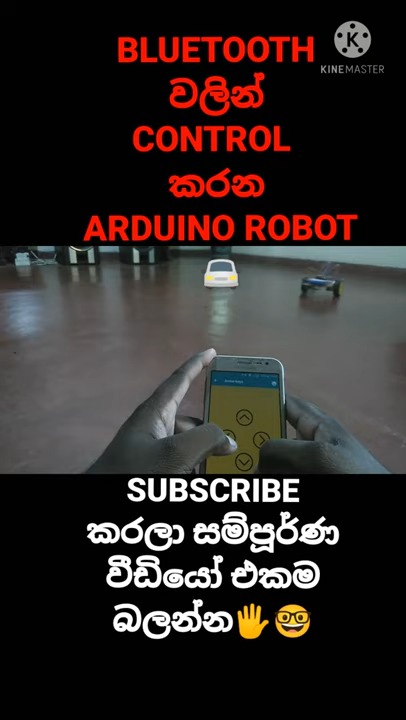 BLUETOOTH
KINEMASTER
වලින්
CONTROL
කරන
ARDUINO ROBOT
SUBSCRIBE
කරලා සම්පූර්ණ
වීඩියෝ එකම
බලන්න🖐🤓